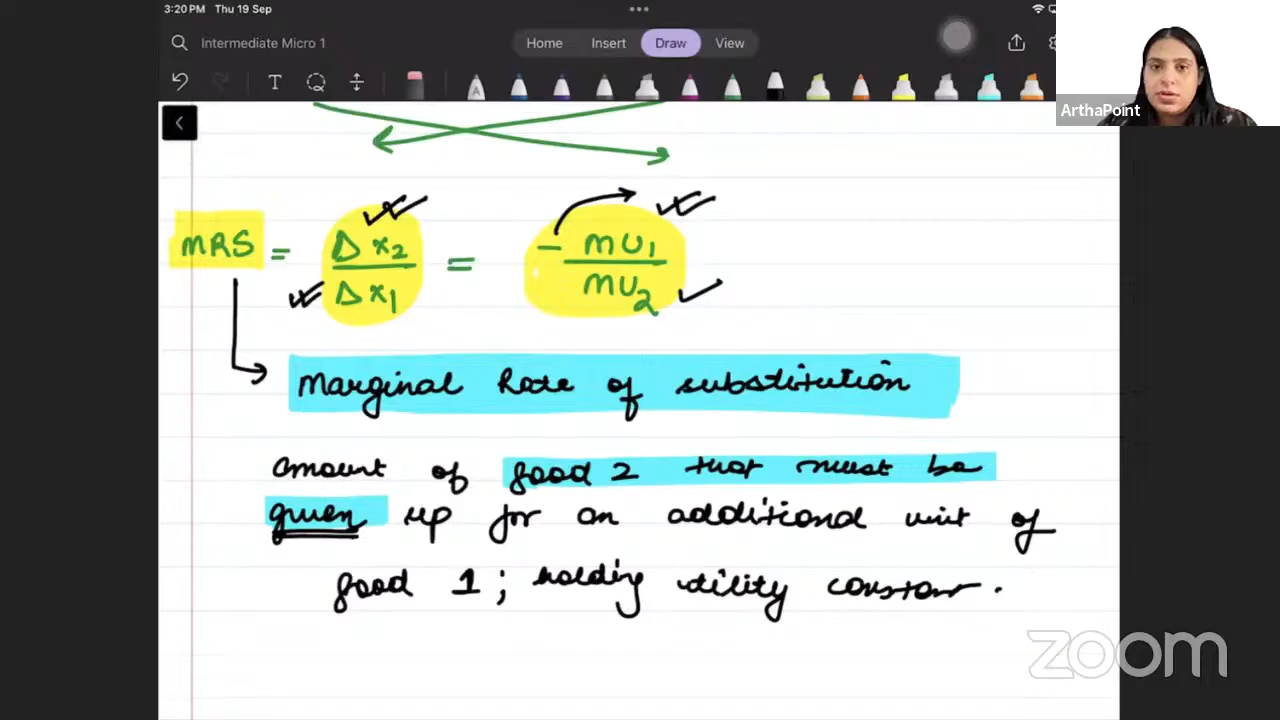 3:20 PM Thu 19 Sep
Intermediate Micro 1
Home Insert Draw View
ArthaPoint
MRS = Δ x₂ / Δ x₁ = - MU₁ / MU₂
Marginal Rate of substitution
amount of good 2 that must be
given up for an additional unit of
good 1 ; holding utility constant .
zoom